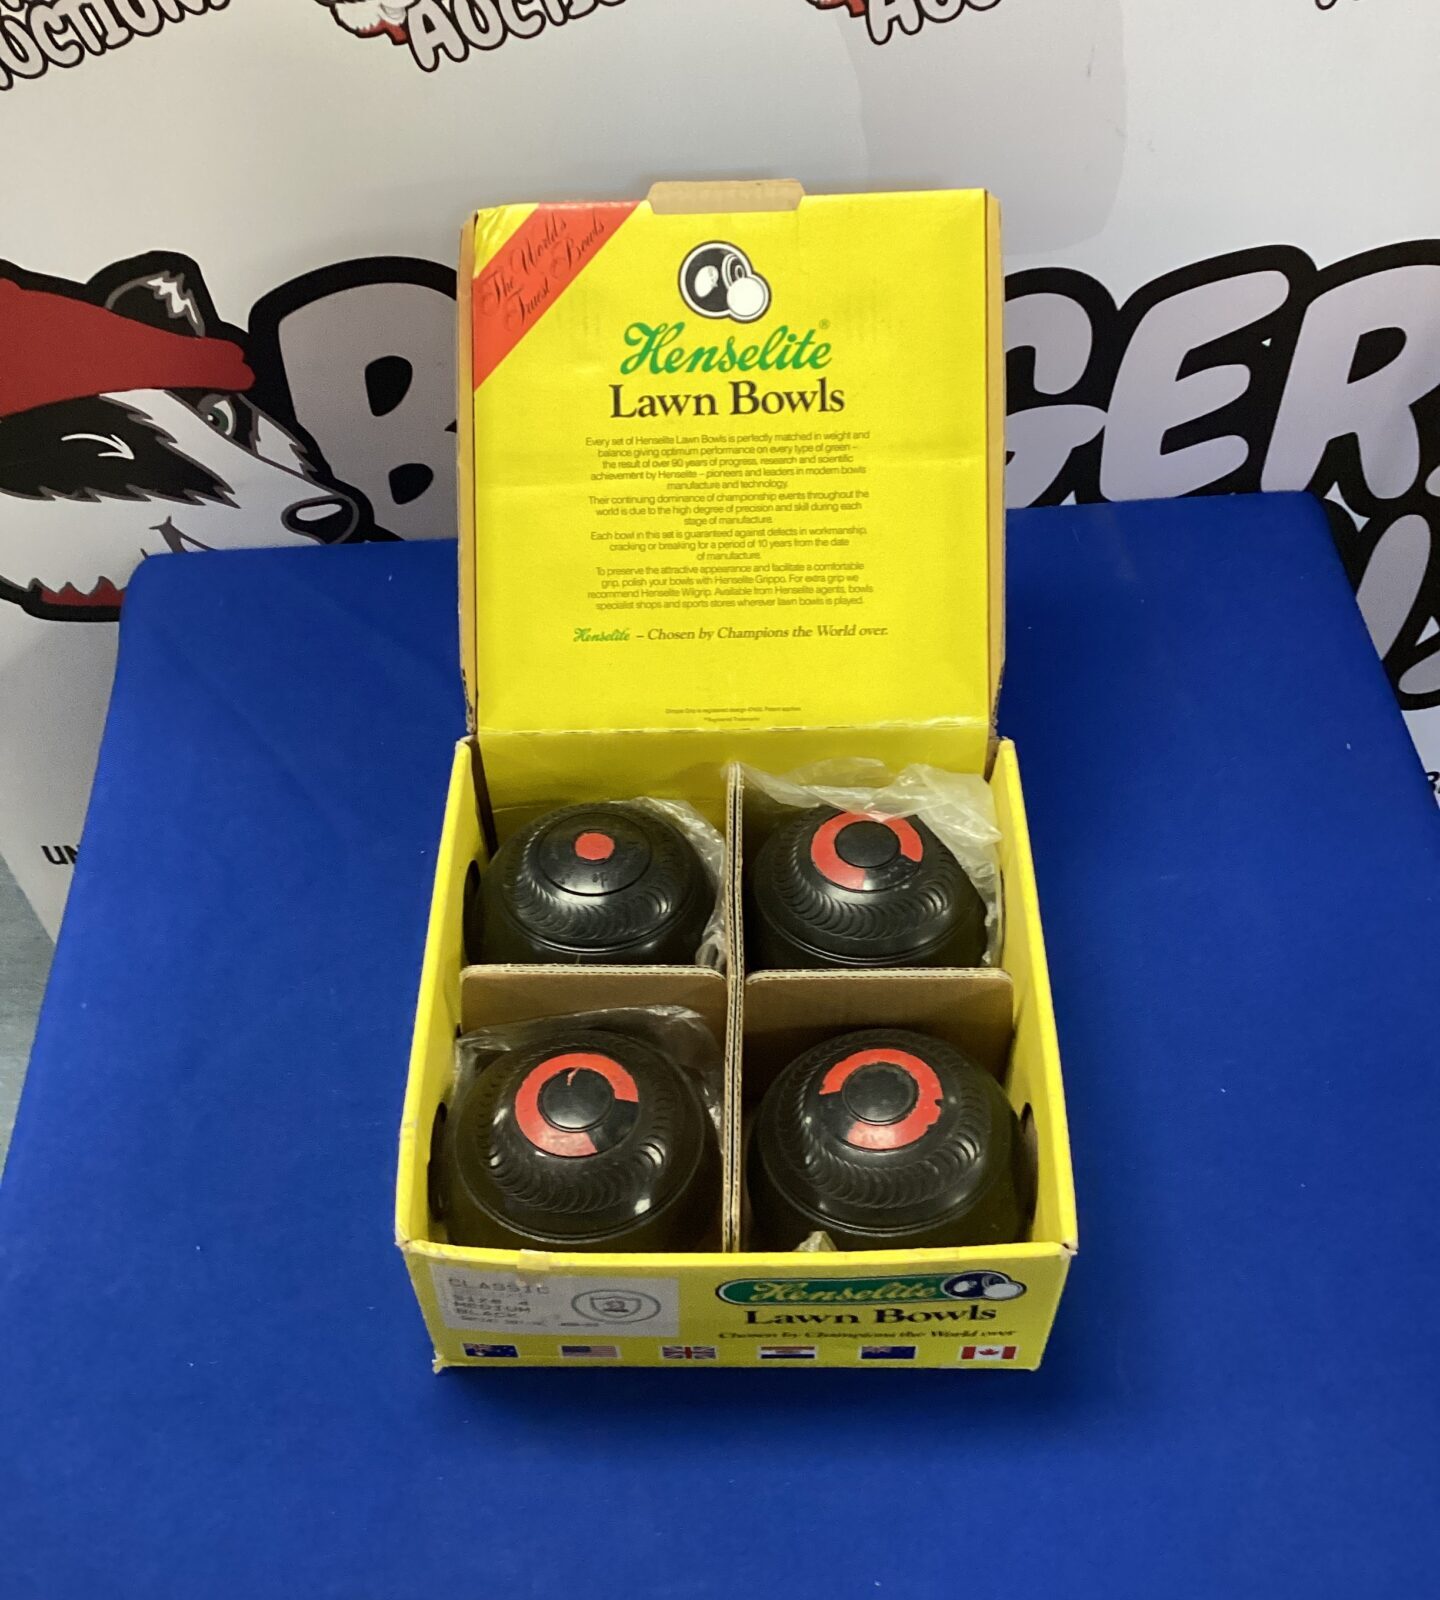 AUCTION
AUCTIO
AUC
The World's
Truest Bowls
Henselite®
Lawn Bowls
Every set of Henselite Lawn Bowls is perfectly matched in weight and
balance giving optimum performance on every type of green –
the result of over 90 years of progress, research and scientific
achievement by Henselite – pioneers and leaders in modern bowls
manufacture and technology.
Their continuing dominance of championship events throughout the
world is due to the high degree of precision and skill during each
stage of manufacture.
Each bowl in this set is guaranteed against defects in workmanship,
cracking or breaking for a period of 10 years from the date
of manufacture.
To preserve the attractive appearance and facilitate a comfortable
grip, polish your bowls with Henselite Grippo. For extra grip we
recommend Henselite Wilgrip. Available from Henselite agents, bowls
specialist shops and sports stores wherever lawn bowls is played.
Henselite – Chosen by Champions the World over.
B GER
UN
CLASSIC
Size 4
MEDIUM
BLACK
Henselite
Lawn Bowls
Chosen by Champions the World over